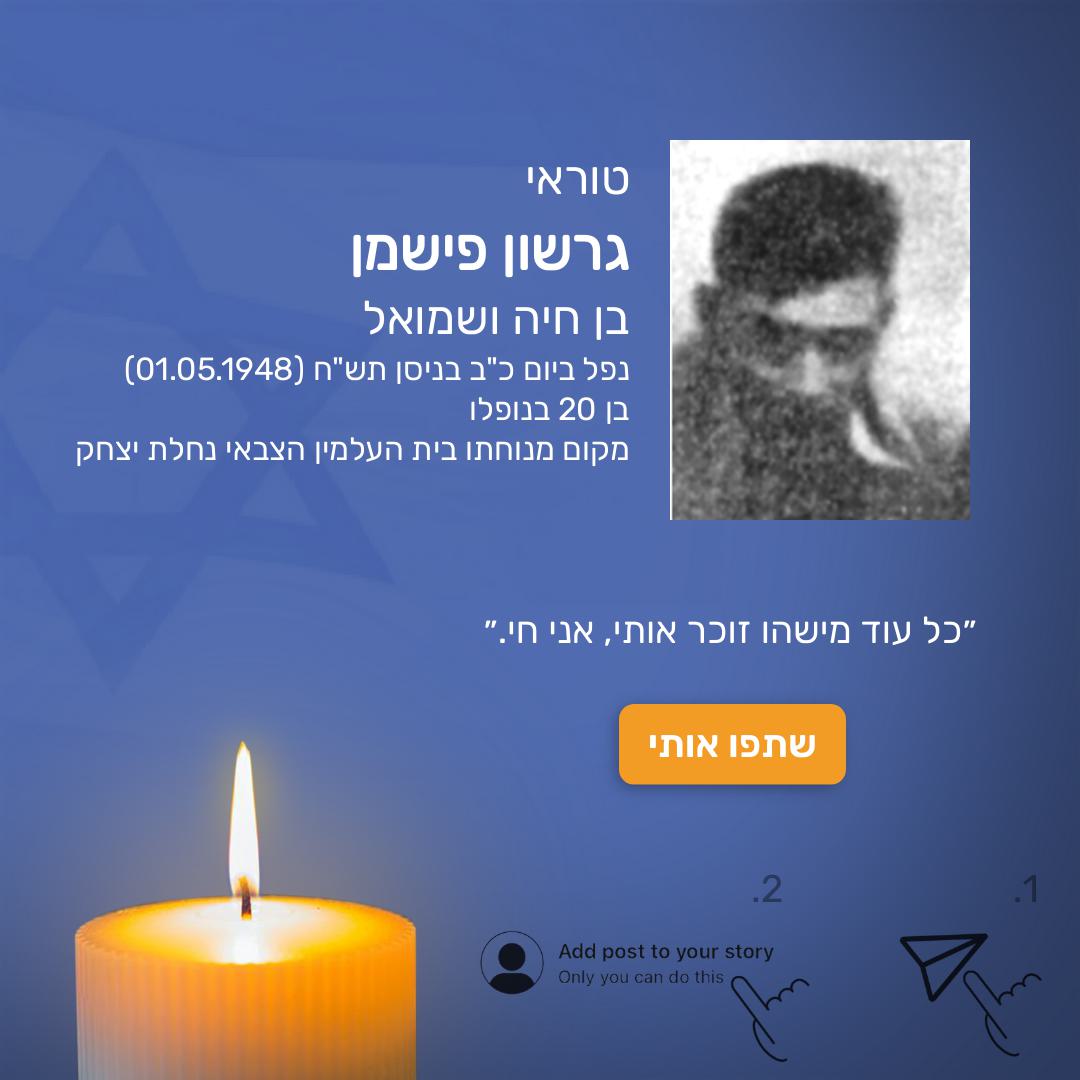 טוראי
גרשון פישמן
בן חיה ושמואל
נפל ביום כ"ב בניסן תש"ח (01.05.1948)
בן 20 בנופלו
מקום מנוחתו בית העלמין הצבאי נחלת יצחק
״כל עוד מישהו זוכר אותי, אני חי.״
שתפו אותי
1.
2.
Add post to your story
Only you can do this